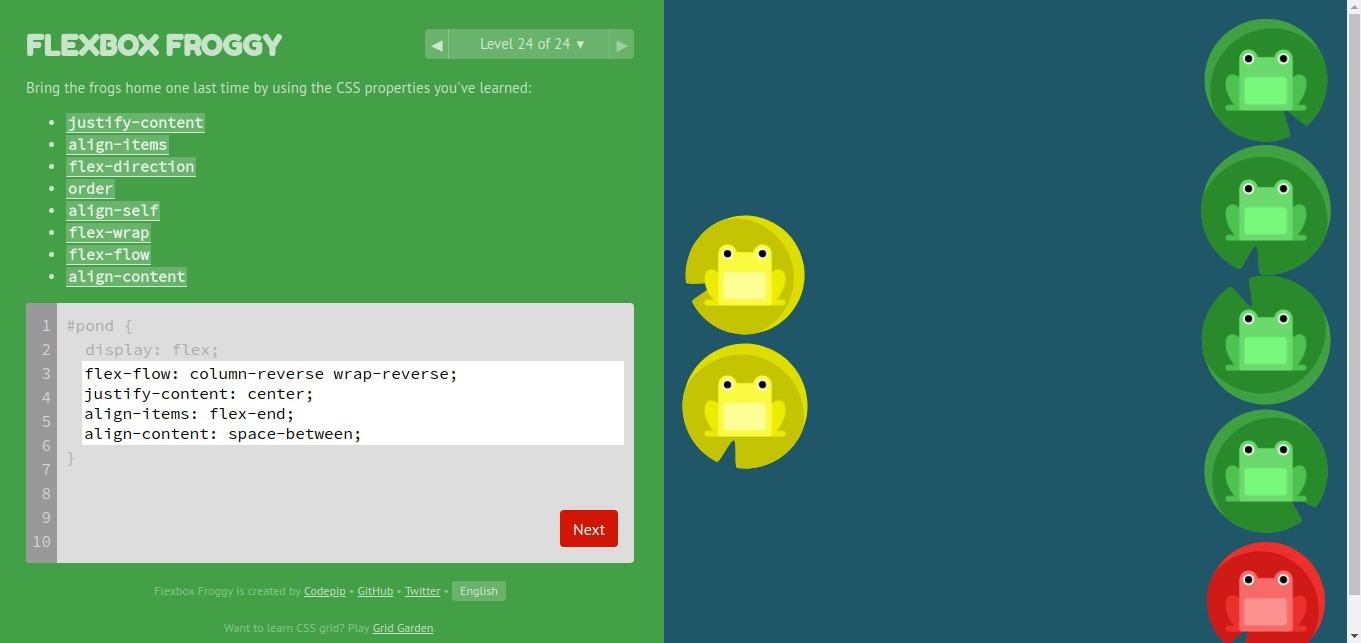 FLEXBOX FROGGY
◀ Level 24 of 24 ▼ ▶
Bring the frogs home one last time by using the CSS properties you've learned:
• justify-content
• align-items
• flex-direction
• order
• align-self
• flex-wrap
• flex-flow
• align-content
1 #pond {
2 display: flex;
3 flex-flow: column-reverse wrap-reverse;
4 justify-content: center;
5 align-items: flex-end;
6 align-content: space-between;
7 }
8
9
10
Next
Flexbox Froggy is created by Codepip • GitHub • Twitter • English
Want to learn CSS grid? Play Grid Garden.